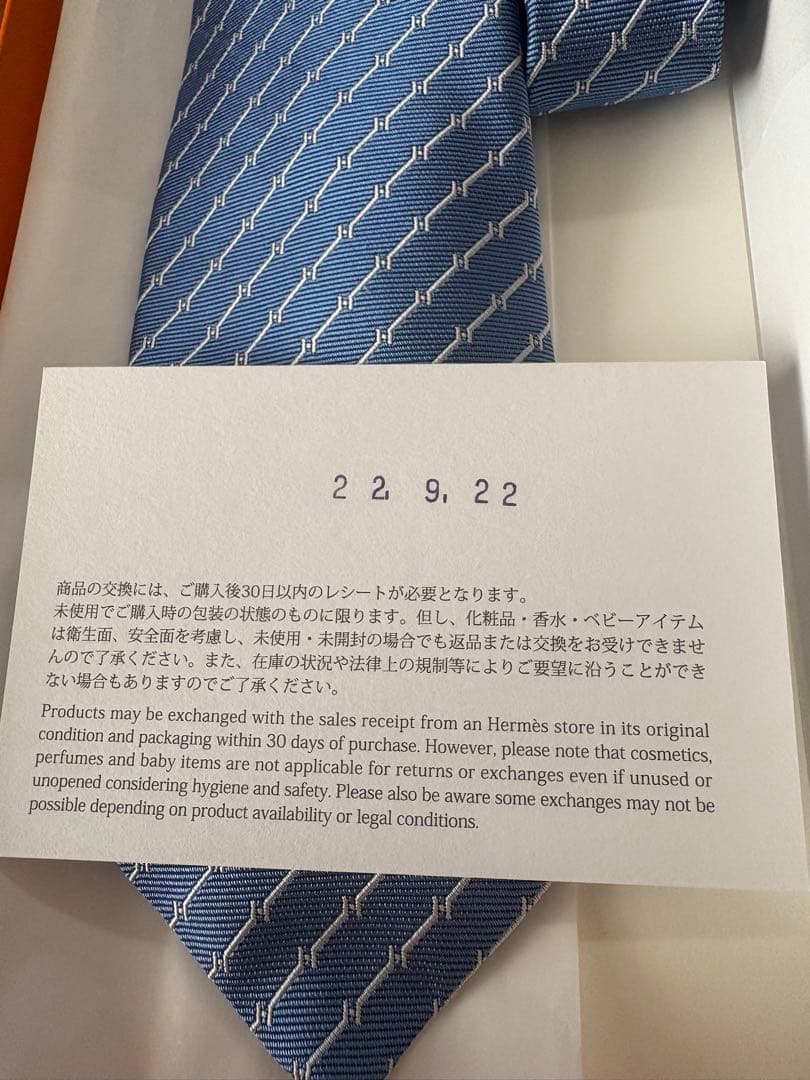 22. 9. 22
商品の交換には、ご購入後30日以内のレシートが必要となります。
未使用でご購入時の包装の状態のものに限ります。但し、化粧品・香水・ベビーアイテム
は衛生面、安全面を考慮し、未使用・未開封の場合でも返品または交換をお受けできませ
んので了承ください。また、在庫の状況や法律上の規制等によりご要望に沿うことができ
ない場合もありますのでご了承ください。
Products may be exchanged with the sales receipt from an Hermès store in its original
condition and packaging within 30 days of purchase. However, please note that cosmetics,
perfumes and baby items are not applicable for returns or exchanges even if unused or
unopened considering hygiene and safety. Please also be aware some exchanges may not be
possible depending on product availability or legal conditions.